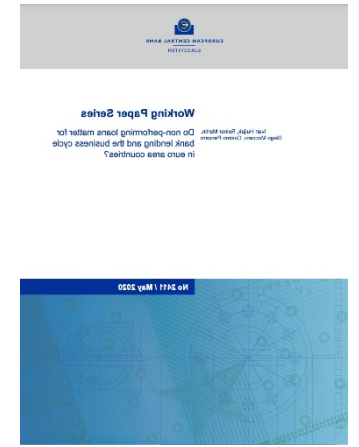 EUROPEAN CENTRAL BANK
EUROSYSTEM
Working Paper Series
Ivan Huljak, Reiner Martin,
Diego Moccero, Cosimo Pancaro
Do non-performing loans matter for
bank lending and the business cycle
in euro area countries?
No 2411 / May 2020